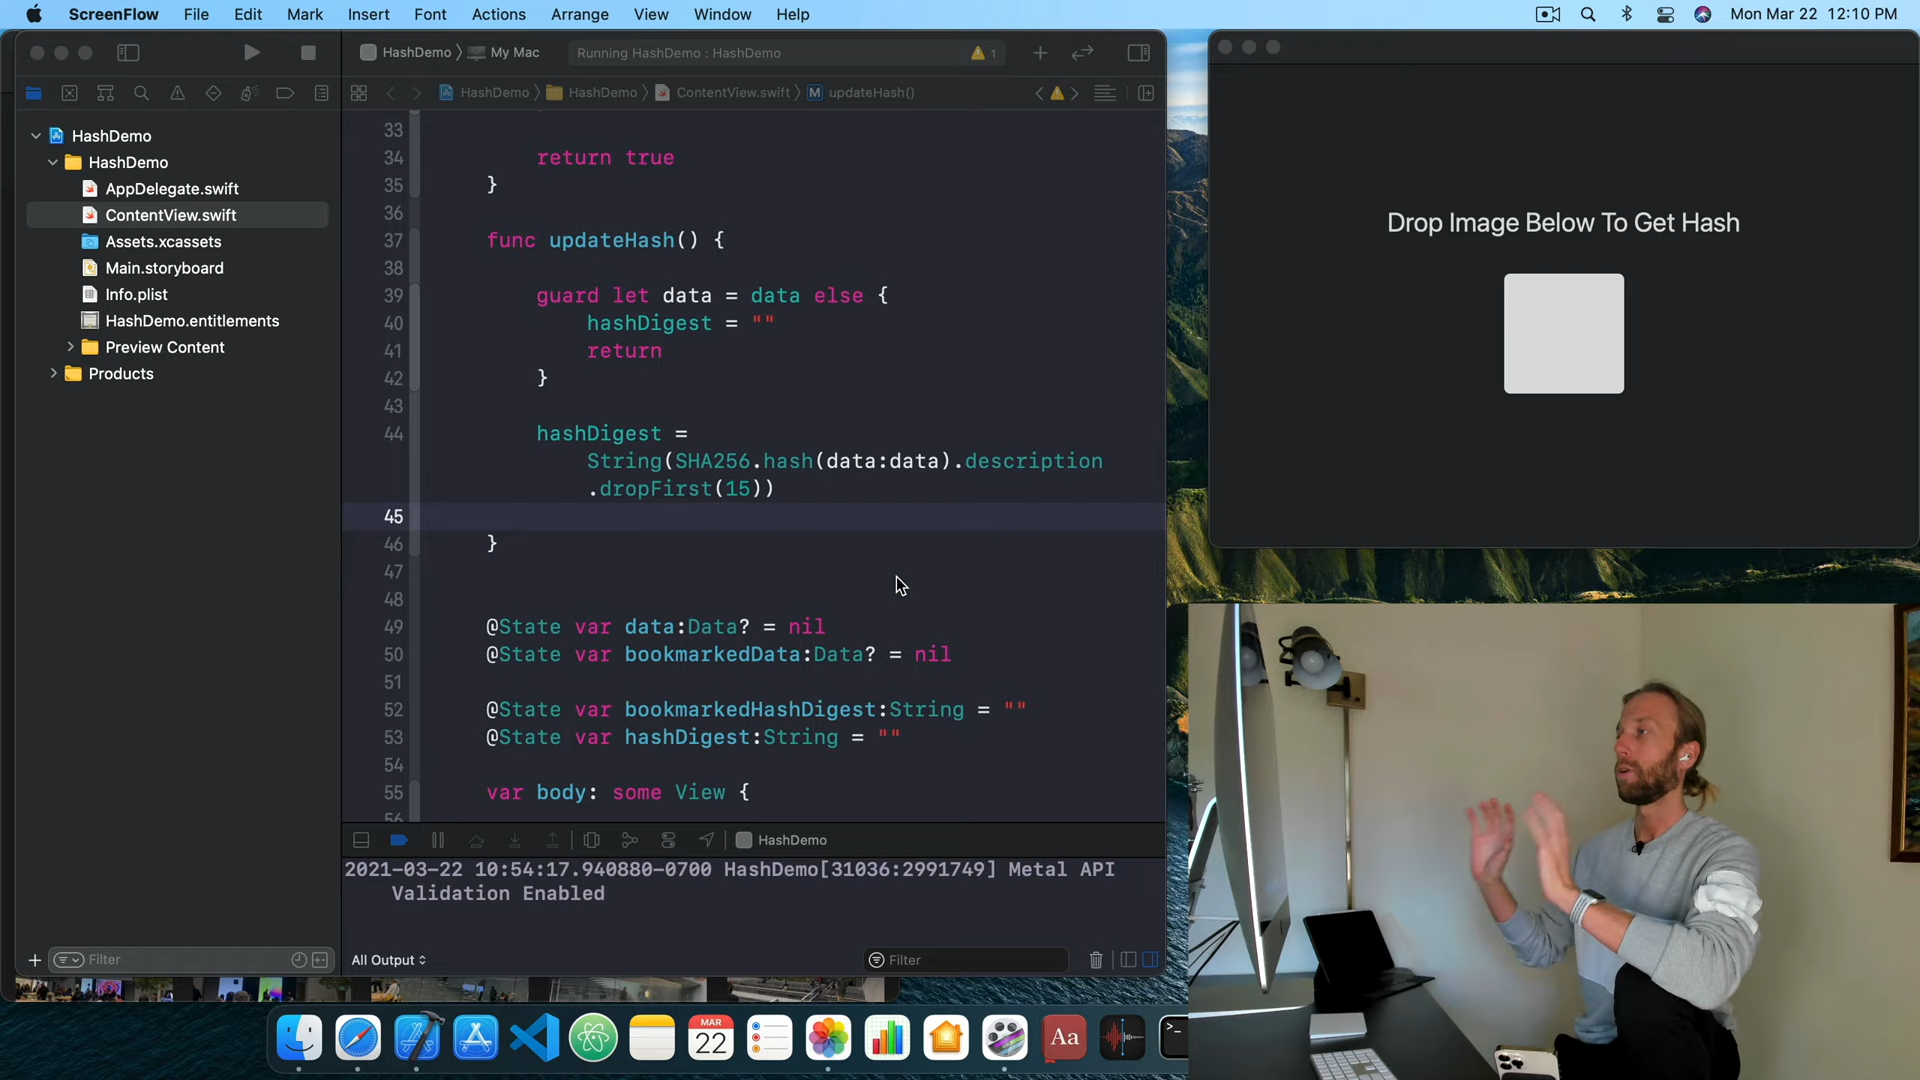 ScreenFlow File Edit Mark Insert Font Actions Arrange View Window Help Mon Mar 22 12:10 PM
HashDemo My Mac Running HashDemo : HashDemo 1
HashDemo HashDemo ContentView.swift M updateHash()
HashDemo
HashDemo
AppDelegate.swift
ContentView.swift
Assets.xcassets
Main.storyboard
Info.plist
HashDemo.entitlements
Preview Content
Products
Filter
33
34 return true
35 }
36
37 func updateHash() {
38
39 guard let data = data else {
40 hashDigest = ""
41 return
42 }
43
44 hashDigest =
String(SHA256.hash(data:data).description
.dropFirst(15))
45
46 }
47
48
49 @State var data:Data? = nil
50 @State var bookmarkedData:Data? = nil
51
52 @State var bookmarkedHashDigest:String = ""
53 @State var hashDigest:String = ""
54
55 var body: some View {
56
HashDemo
2021-03-22 10:54:17.940880-0700 HashDemo[31036:2991749] Metal API
Validation Enabled
All Output Filter
Drop Image Below To Get Hash
MAR
22
Aa
>_